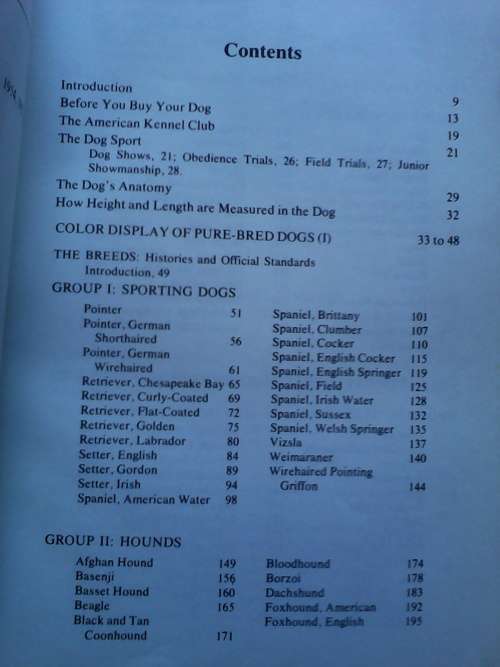 Contents
Introduction 9
Before You Buy Your Dog 13
The American Kennel Club 19
The Dog Sport 21
Dog Shows, 21; Obedience Trials, 26; Field Trials, 27; Junior
Showmanship, 28.
The Dog's Anatomy 29
How Height and Length are Measured in the Dog 32
COLOR DISPLAY OF PURE-BRED DOGS (I) 33 to 48
THE BREEDS: Histories and Official Standards
Introduction, 49
GROUP I: SPORTING DOGS
Pointer 51
Pointer, German
Shorthaired 56
Pointer, German
Wirehaired 61
Retriever, Chesapeake Bay 65
Retriever, Curly-Coated 69
Retriever, Flat-Coated 72
Retriever, Golden 75
Retriever, Labrador 80
Setter, English 84
Setter, Gordon 89
Setter, Irish 94
Spaniel, American Water 98
Spaniel, Brittany 101
Spaniel, Clumber 107
Spaniel, Cocker 110
Spaniel, English Cocker 115
Spaniel, English Springer 119
Spaniel, Field 125
Spaniel, Irish Water 128
Spaniel, Sussex 132
Spaniel, Welsh Springer 135
Vizsla 137
Weimaraner 140
Wirehaired Pointing
Griffon 144
GROUP II: HOUNDS
Afghan Hound 149
Basenji 156
Basset Hound 160
Beagle 165
Black and Tan
Coonhound 171
Bloodhound 174
Borzoi 178
Dachshund 183
Foxhound, American 192
Foxhound, English 195